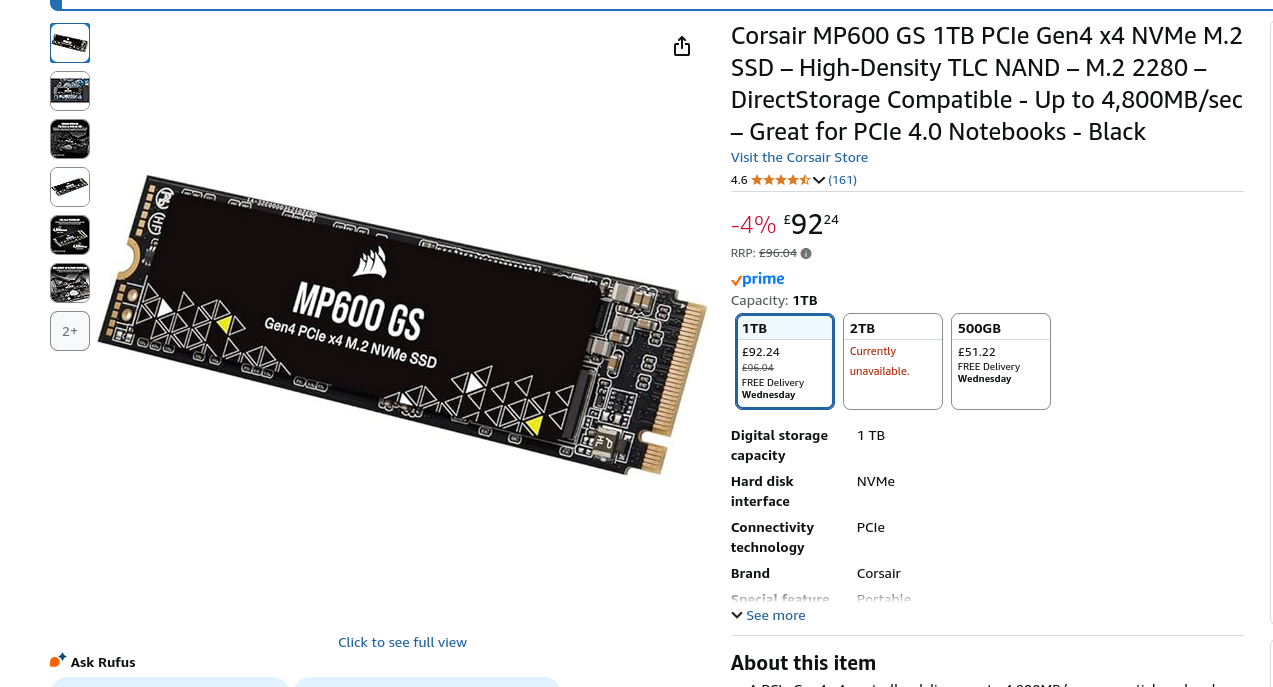 Corsair MP600 GS 1TB PCIe Gen4 x4 NVMe M.2
SSD – High-Density TLC NAND – M.2 2280 –
DirectStorage Compatible - Up to 4,800MB/sec
– Great for PCIe 4.0 Notebooks - Black
Visit the Corsair Store
4.6 (161)
-4% £9224
RRP: £96.04
prime
Capacity: 1TB
1TB
£92.24
£96.04
FREE Delivery
Wednesday
2TB
Currently
unavailable.
500GB
£51.22
FREE Delivery
Wednesday
Digital storage capacity 1 TB
Hard disk interface NVMe
Connectivity technology PCIe
Brand Corsair
Special feature Portable
See more
About this item
MP600 GS
Gen4 PCIe x4 M.2 NVMe SSD
2+
Click to see full view
Ask Rufus